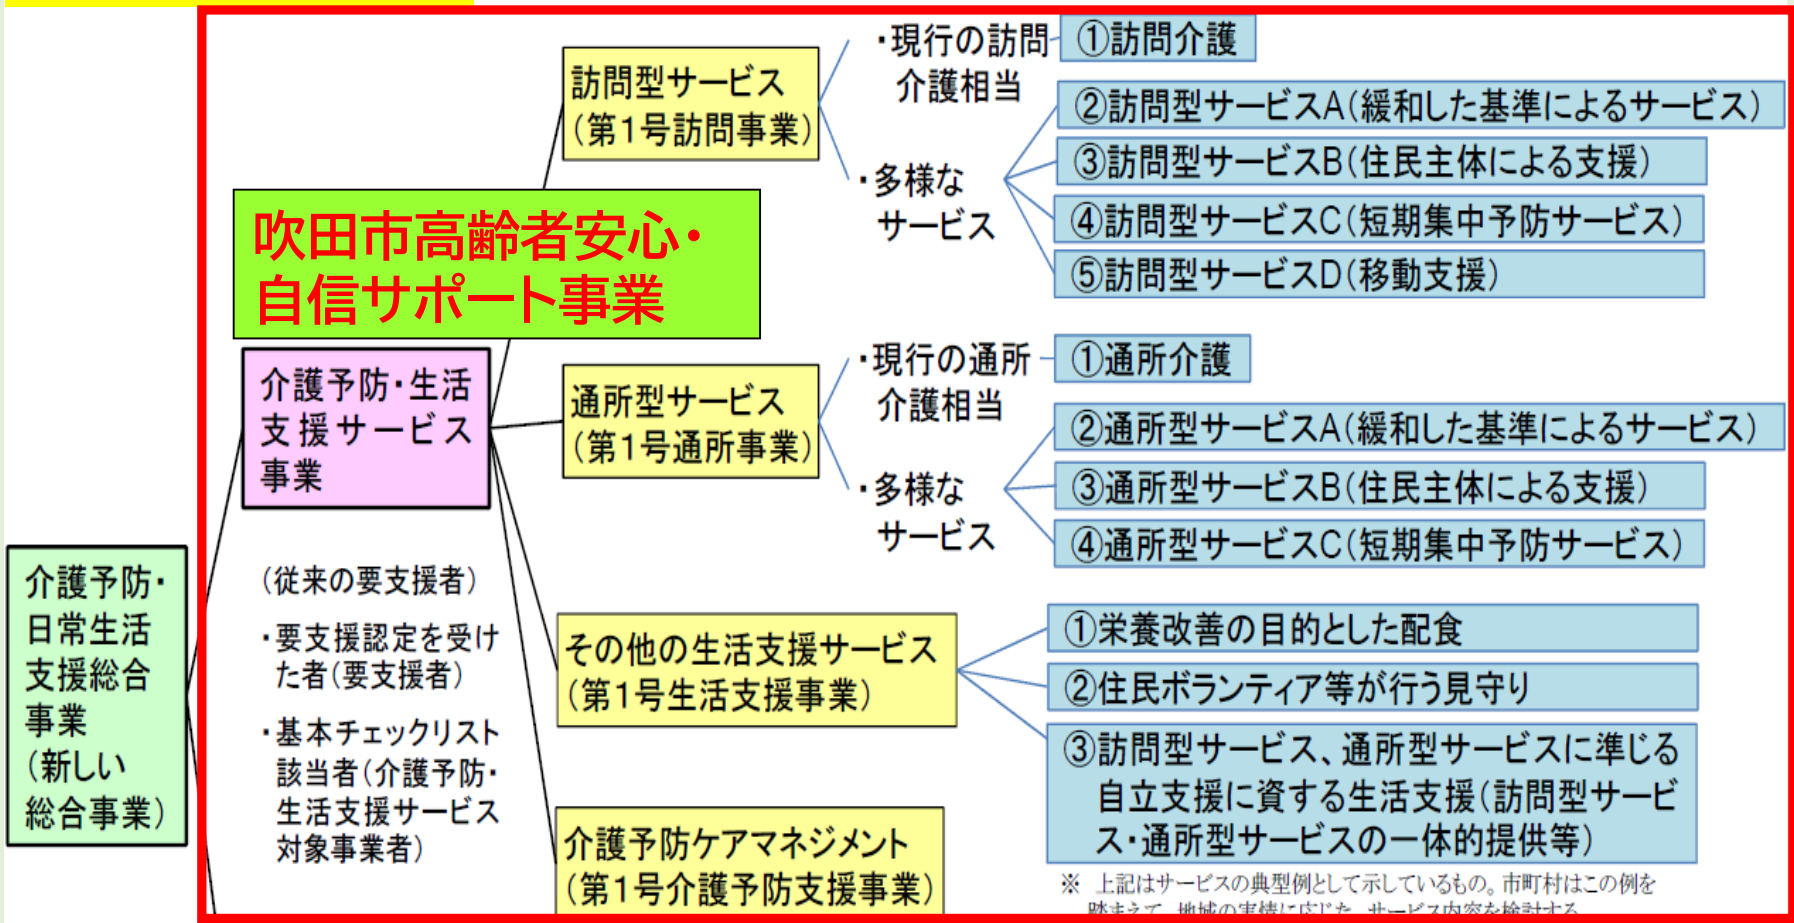 吹田市高齢者安心・
自信サポート事業
介護予防・
日常生活
支援総合
事業
（新しい
総合事業）
介護予防・生活
支援サービス
事業
（従来の要支援者）
・要支援認定を受け
た者（要支援者）
・基本チェックリスト
該当者（介護予防・
生活支援サービス
対象事業者）
訪問型サービス
（第1号訪問事業）
・現行の訪問
介護相当
①訪問介護
・多様な
サービス
②訪問型サービスA（緩和した基準によるサービス）
③訪問型サービスB（住民主体による支援）
④訪問型サービスC（短期集中予防サービス）
⑤訪問型サービスD（移動支援）
通所型サービス
（第1号通所事業）
・現行の通所
介護相当
①通所介護
・多様な
サービス
②通所型サービスA（緩和した基準によるサービス）
③通所型サービスB（住民主体による支援）
④通所型サービスC（短期集中予防サービス）
その他の生活支援サービス
（第1号生活支援事業）
①栄養改善の目的とした配食
②住民ボランティア等が行う見守り
③訪問型サービス、通所型サービスに準じる
自立支援に資する生活支援（訪問型サービ
ス・通所型サービスの一体的提供等）
介護予防ケアマネジメント
（第1号介護予防支援事業）
※ 上記はサービスの典型例として示しているもの。市町村はこの例を
踏まえて、地域の実情に応じた、サービス内容を検討する